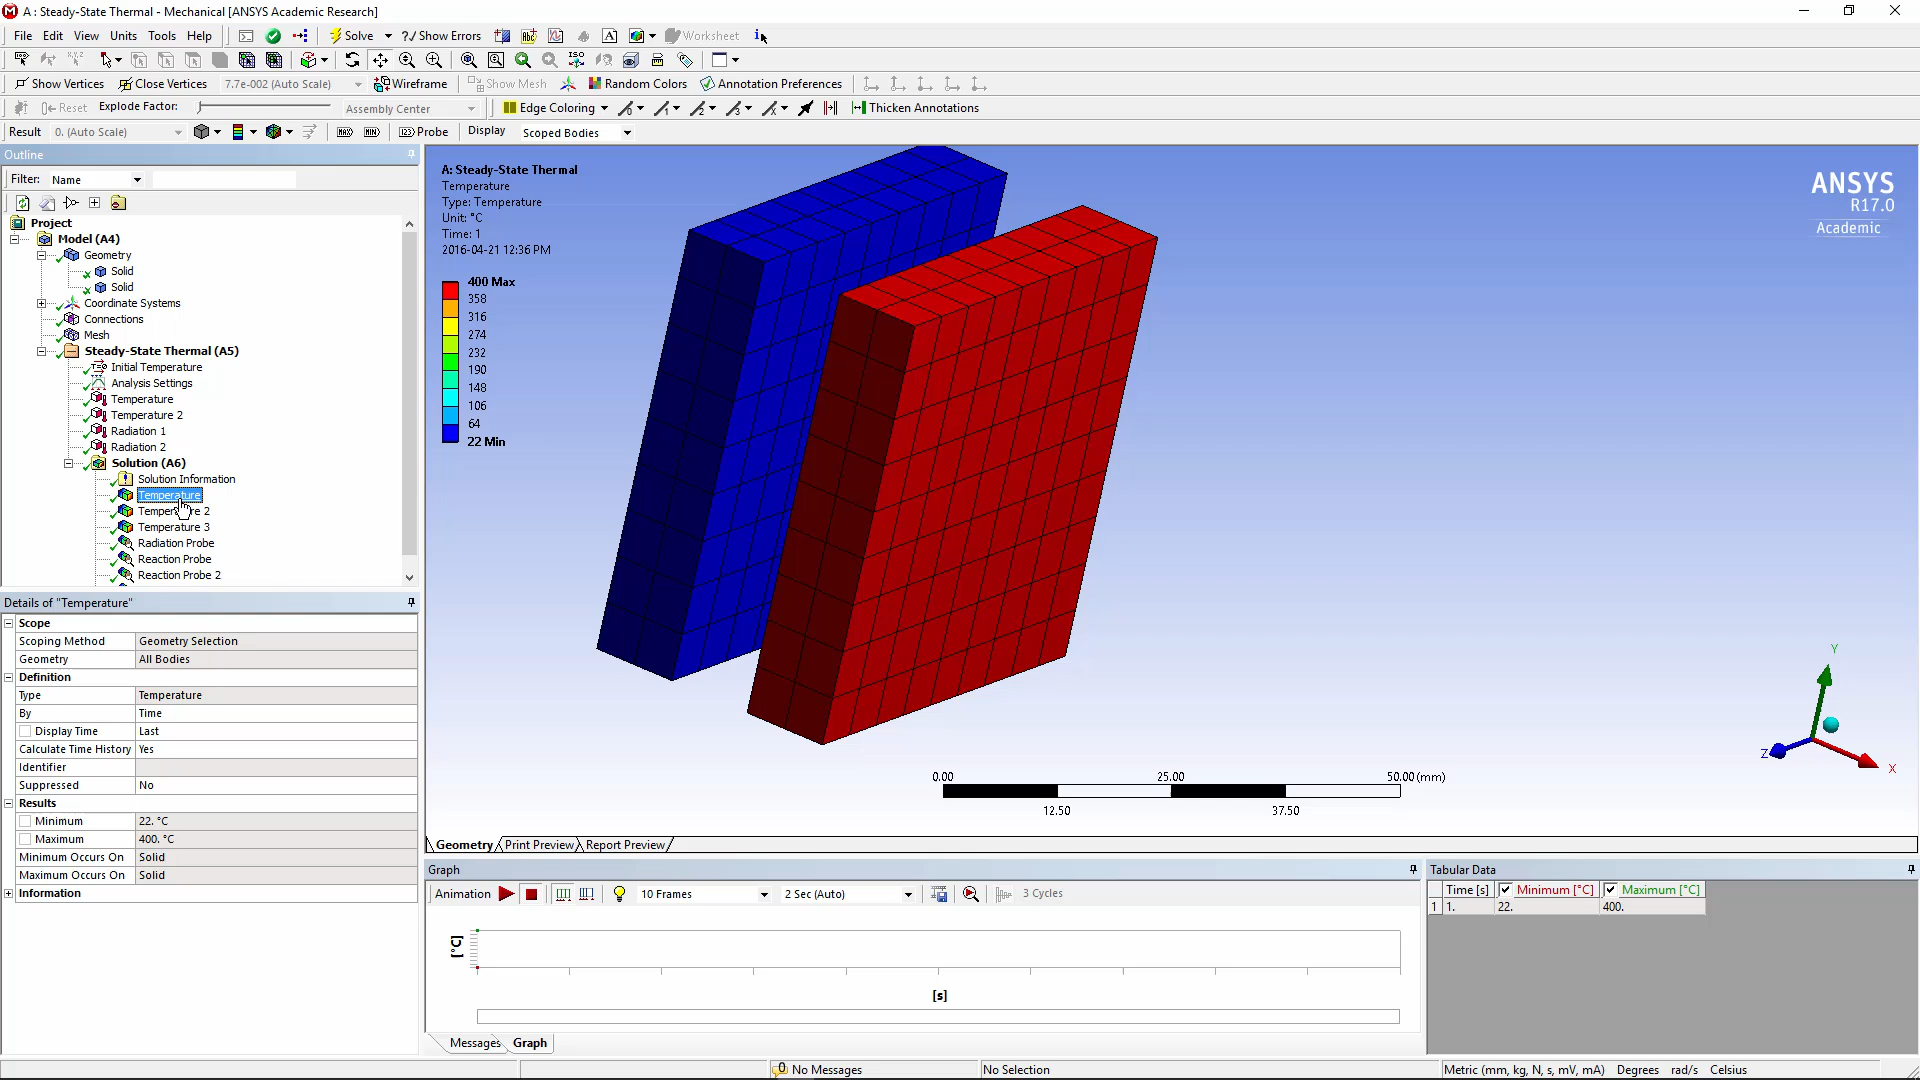 A : Steady-State Thermal - Mechanical [ANSYS Academic Research]
File Edit View Units Tools Help Solve ?/ Show Errors Worksheet
Show Vertices Close Vertices 7.7e-002 (Auto Scale) Wireframe Show Mesh Random Colors Annotation Preferences
Reset Explode Factor: Assembly Center Edge Coloring Thicken Annotations
Result 0. (Auto Scale) MAX MIN Probe Display Scoped Bodies
Outline
Filter: Name
Project
Model (A4)
Geometry
Solid
Solid
Coordinate Systems
Connections
Mesh
Steady-State Thermal (A5)
Initial Temperature
Analysis Settings
Temperature
Temperature 2
Radiation 1
Radiation 2
Solution (A6)
Solution Information
Temperature
Temperature 2
Temperature 3
Radiation Probe
Reaction Probe
Reaction Probe 2
Details of "Temperature"
Scope
Scoping Method Geometry Selection
Geometry All Bodies
Definition
Type Temperature
By Time
Display Time Last
Calculate Time History Yes
Identifier
Suppressed No
Results
Minimum 22. °C
Maximum 400. °C
Minimum Occurs On Solid
Maximum Occurs On Solid
Information
A: Steady-State Thermal
Temperature
Type: Temperature
Unit: °C
Time: 1
2016-04-21 12:36 PM
400 Max
358
316
274
232
190
148
106
64
22 Min
ANSYS
R17.0
Academic
Y
Z
X
0.00 25.00 50.00 (mm)
12.50 37.50
Geometry Print Preview Report Preview
Graph
Animation 10 Frames 2 Sec (Auto) 3 Cycles
[°C]
[s]
Messages Graph
Tabular Data
Time [s] Minimum [°C] Maximum [°C]
1 1. 22. 400.
No Messages No Selection Metric (mm, kg, N, s, mV, mA) Degrees rad/s Celsius